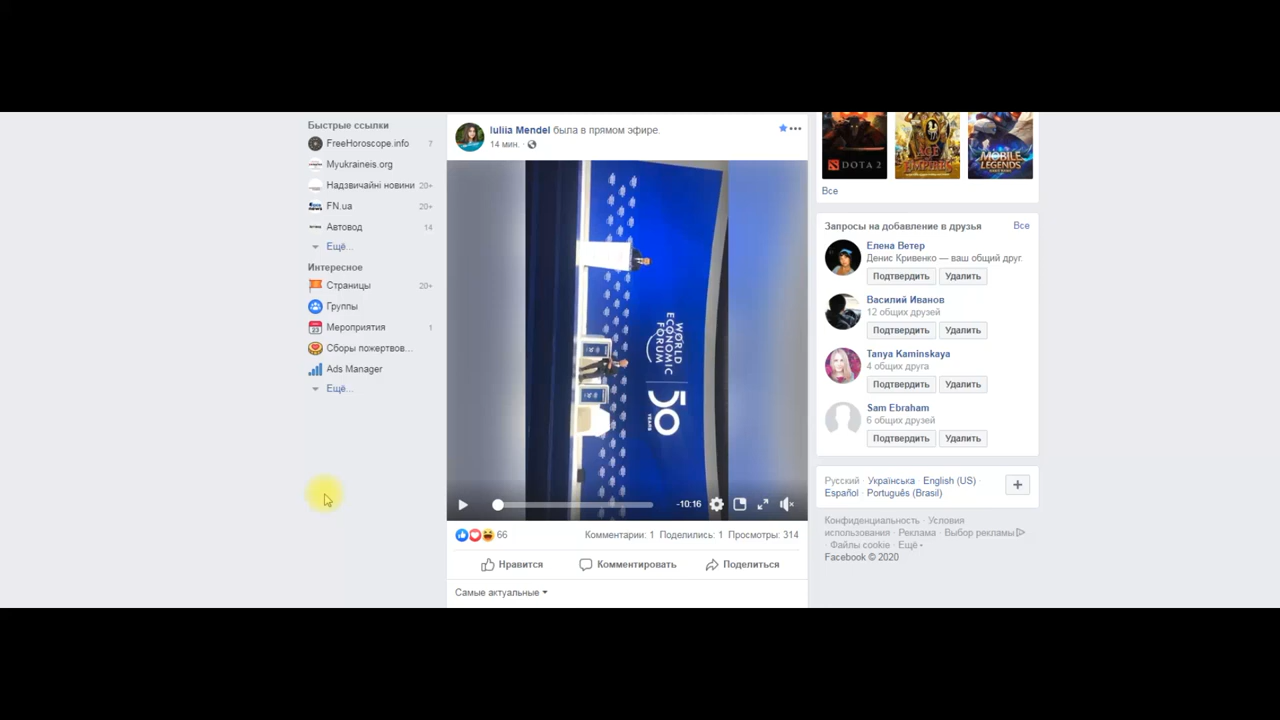 Быстрые ссылки
FreeHoroscope.info 7
Myukraineis.org
Надзвичайні новини 20+
FN.ua 20+
Автовод 14
Ещё...
Интересное
Страницы 20+
Группы
Мероприятия 1
Сборы пожертвов...
Ads Manager
Ещё...
Iuliia Mendel была в прямом эфире.
14 мин. ·
WORLD
ECONOMIC
FORUM
50
YEARS
-10:16
66 Комментарии: 1 Поделились: 1 Просмотры: 314
Нравится Комментировать Поделиться
Самые актуальные
DOTA 2
AGE OF EMPIRES
MOBILE LEGENDS
Все
Запросы на добавление в друзья Все
Елена Ветер
Денис Кривенко — ваш общий друг.
Подтвердить Удалить
Василий Иванов
12 общих друзей
Подтвердить Удалить
Tanya Kaminskaya
4 общих друга
Подтвердить Удалить
Sam Ebraham
6 общих друзей
Подтвердить Удалить
Русский · Українська · English (US) ·
Español · Português (Brasil)
Конфиденциальность · Условия
использования · Реклама · Выбор рекламы
· Файлы cookie · Ещё
Facebook © 2020